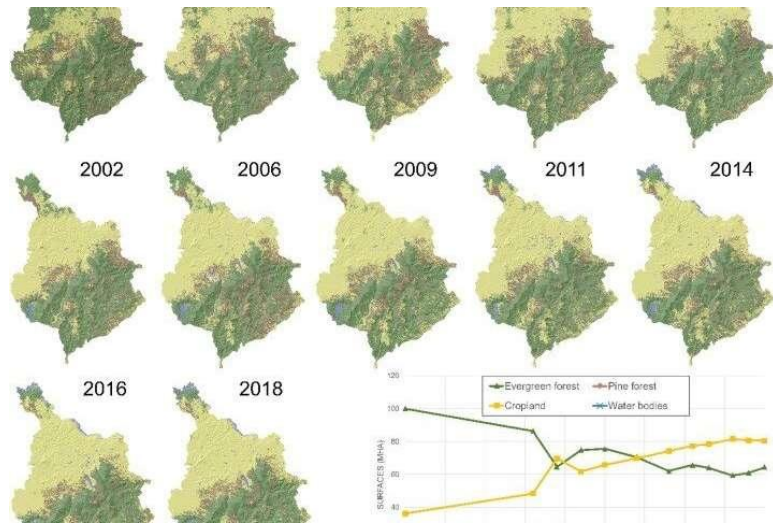 2002 2006 2009 2011 2014
2016 2018
120
Evergreen forest Pine forest
Cropland Water bodies
100
80
60
40
SURFACES (MHA)